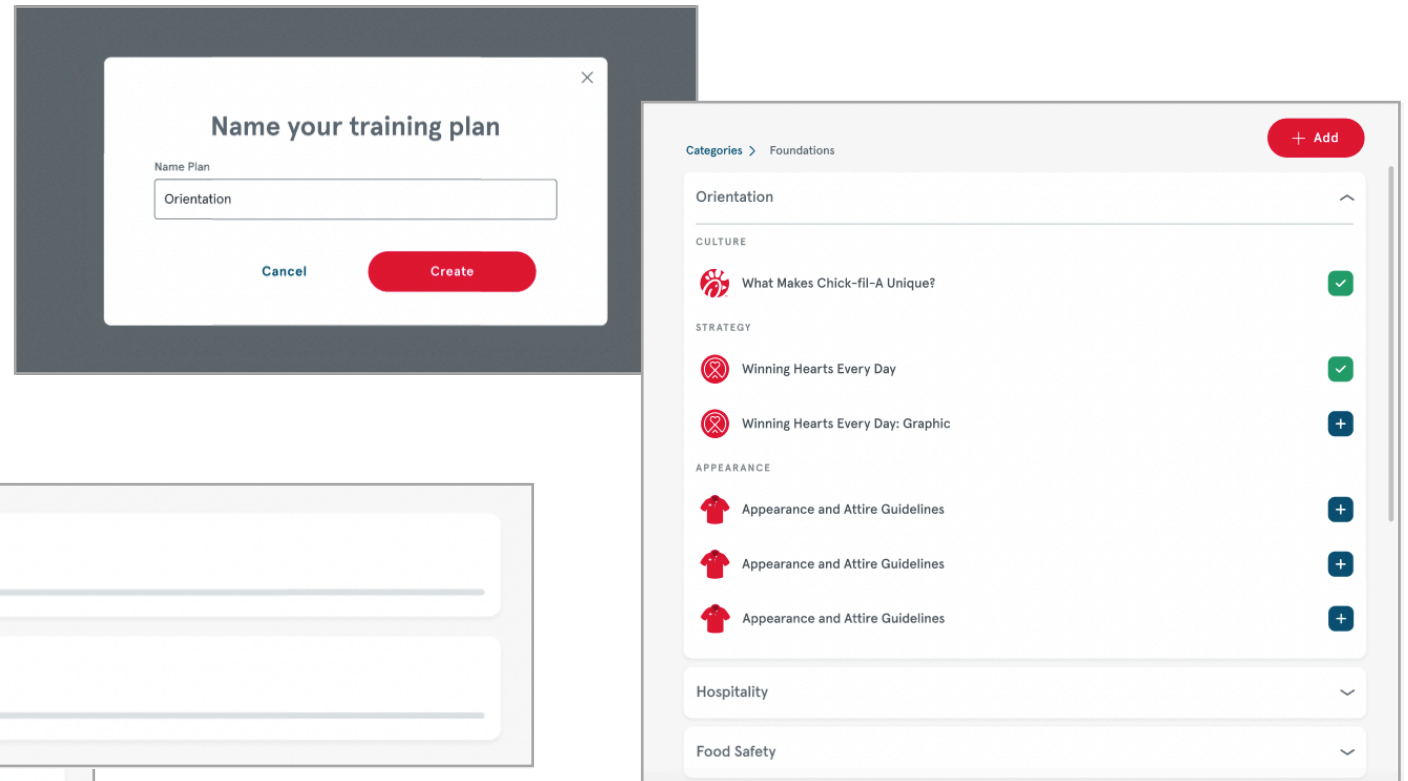 Name your training plan
Name Plan
Orientation
Cancel
Create
+ Add
Categories > Foundations
Orientation
CULTURE
What Makes Chick-fil-A Unique?
STRATEGY
Winning Hearts Every Day
Winning Hearts Every Day: Graphic
APPEARANCE
Appearance and Attire Guidelines
Appearance and Attire Guidelines
Appearance and Attire Guidelines
Hospitality
Food Safety